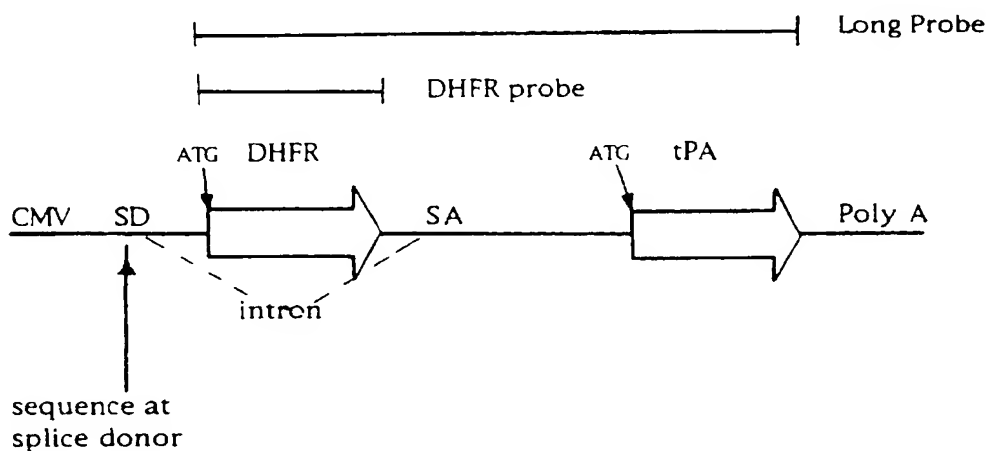 Long Probe
DHFR probe
ATG DHFR ATG tPA
CMV SD SA Poly A
intron
sequence at
splice donor